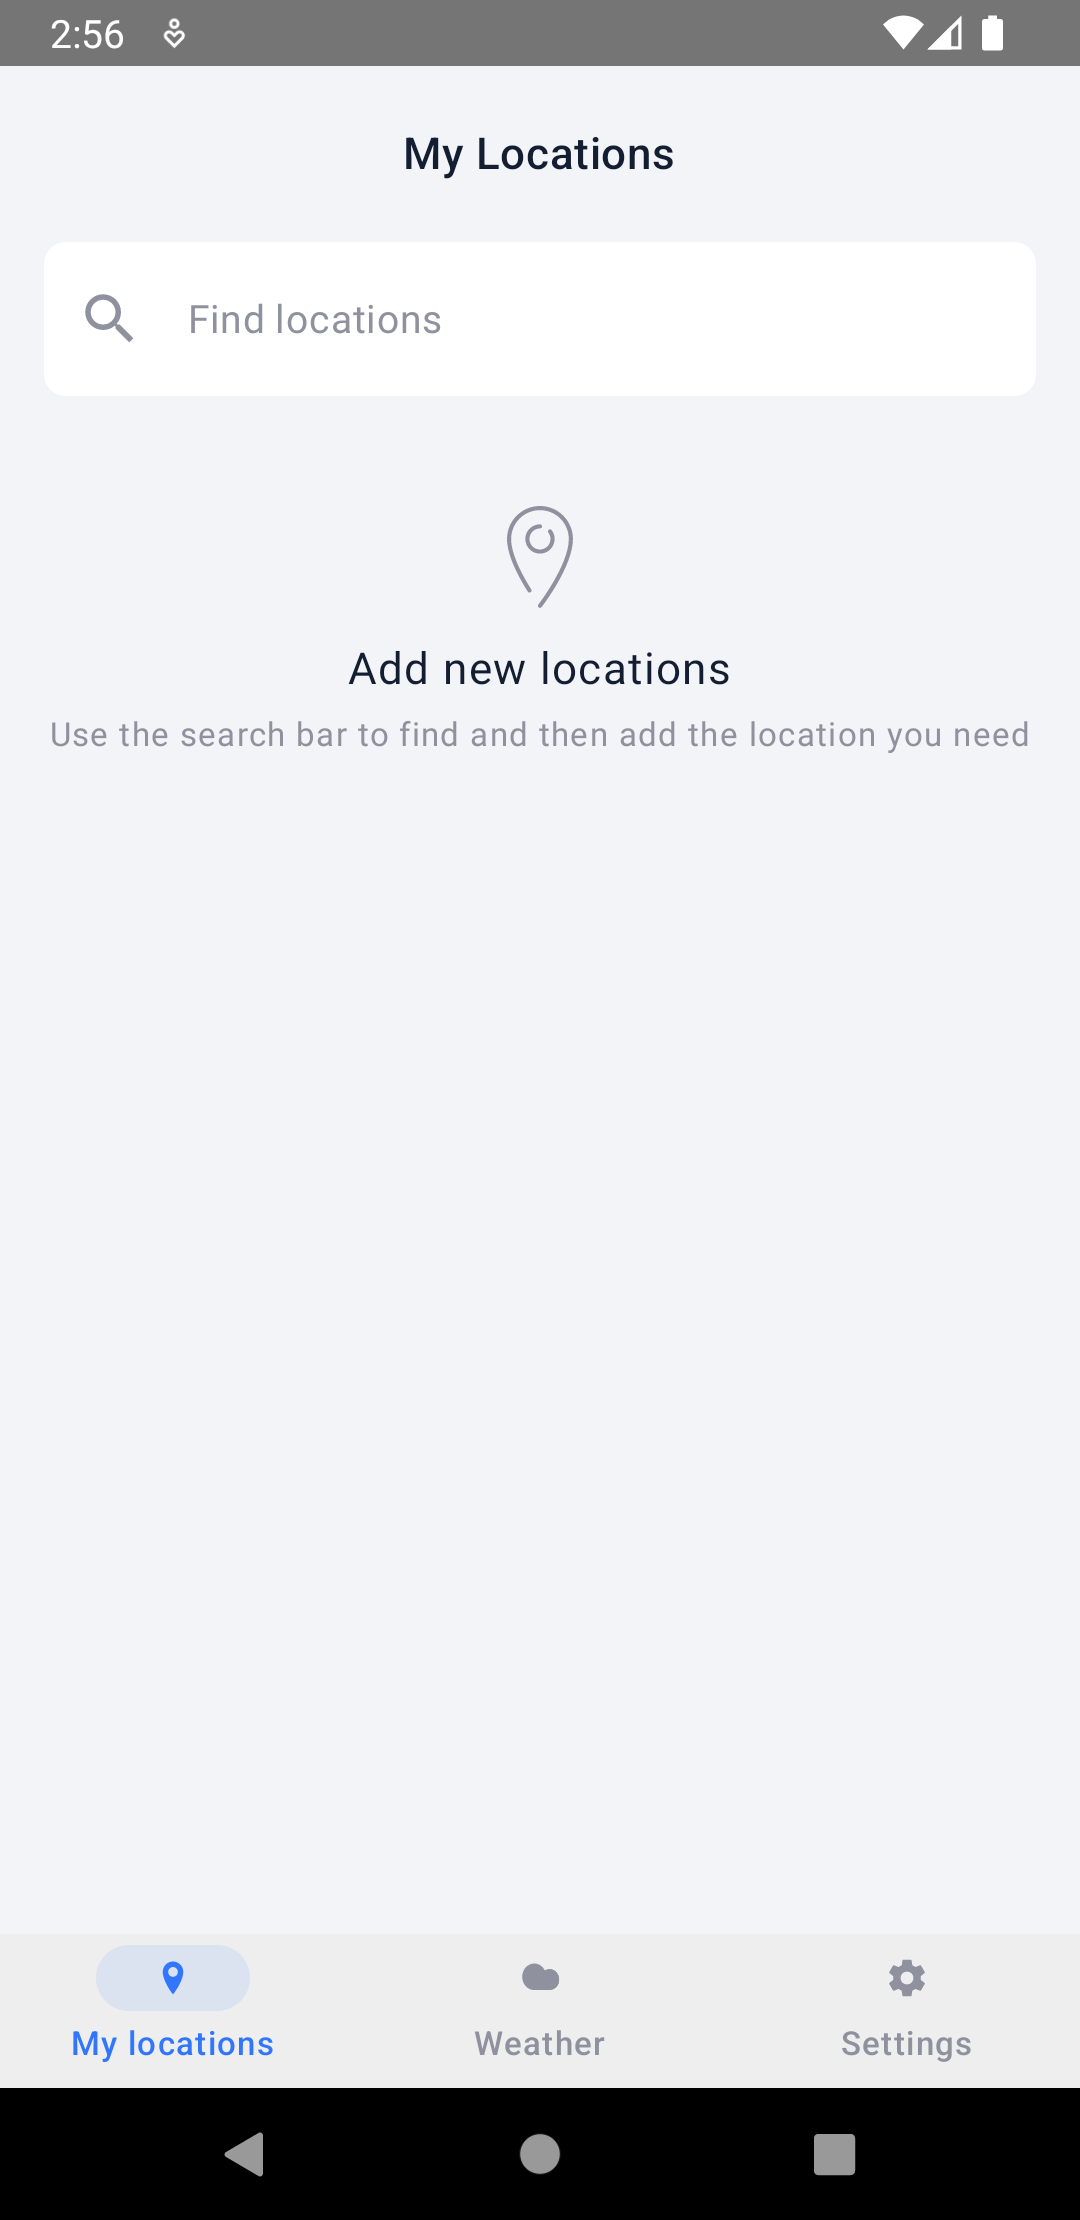 2:56
My Locations
Find locations
Add new locations
Use the search bar to find and then add the location you need
My locations
Weather
Settings